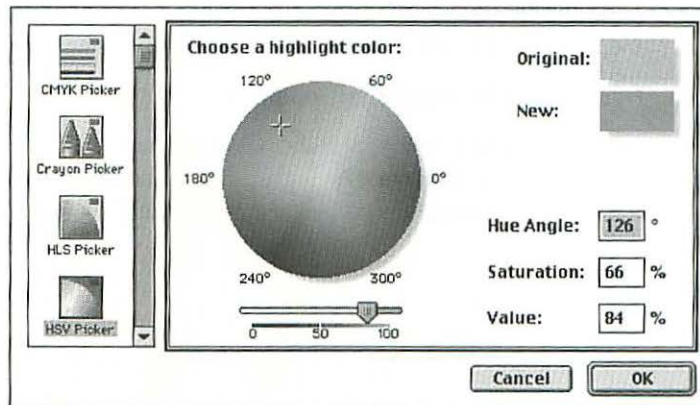 CMYK Picker
Crayon Picker
HLS Picker
HSV Picker
Choose a highlight color:
120°
60°
180°
0°
240°
300°
0
50
100
Original:
New:
Hue Angle: 126 °
Saturation: 66 %
Value: 84 %
Cancel
OK